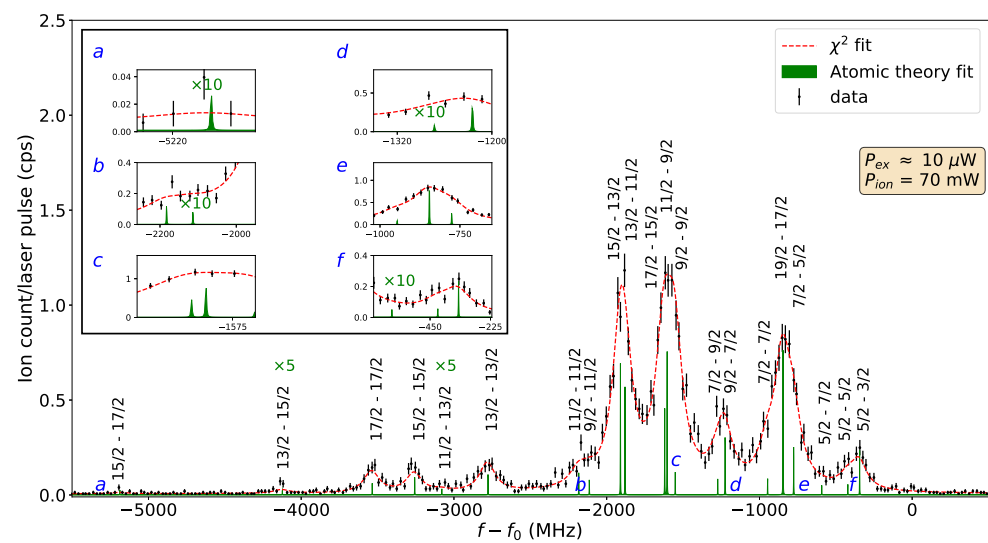 2.5
2.0
1.5
1.0
0.5
0.0
Ion count/laser pulse (cps)
−5000
−4000
−3000
−2000
−1000
0
f − f0 (MHz)
χ² fit
Atomic theory fit
data
Pex ≈ 10 μW
Pion = 70 mW
a
×10
0.04
0.02
0.00
−5220
b
×10
0.4
0.2
0.0
−2200
−2000
c
1
0
−1575
d
×10
0.5
0.0
−1320
−1200
e
1
0
−1000
−750
f
×10
0.4
0.2
0.0
−450
−225
15/2 - 17/2
×5
13/2 - 15/2
17/2 - 17/2
15/2 - 15/2
×5
11/2 - 13/2
13/2 - 13/2
11/2 - 11/2
9/2 - 11/2
15/2 - 13/2
13/2 - 11/2
17/2 - 15/2
11/2 - 9/2
9/2 - 9/2
7/2 - 9/2
9/2 - 7/2
7/2 - 7/2
19/2 - 17/2
7/2 - 5/2
5/2 - 7/2
5/2 - 5/2
5/2 - 3/2
a
b
c
d
e
f